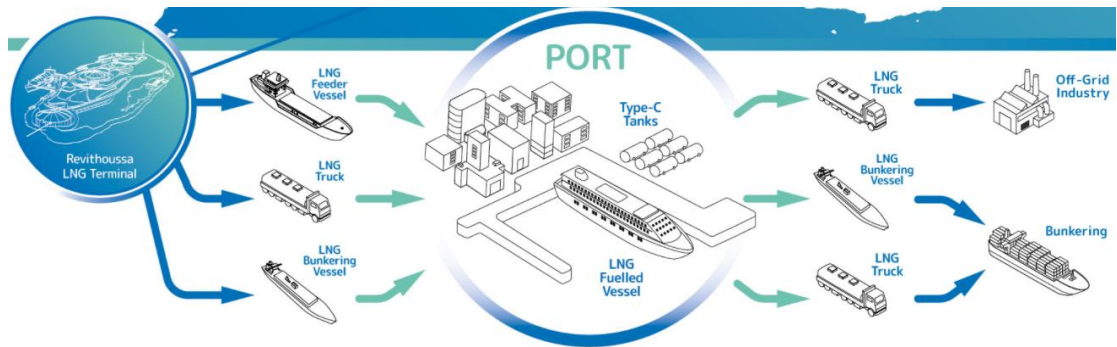 Revithoussa
LNG Terminal
LNG
Feeder
Vessel
LNG
Truck
LNG
Bunkering
Vessel
PORT
Type-C
Tanks
LNG
Fuelled
Vessel
LNG
Truck
Off-Grid
Industry
LNG
Bunkering
Vessel
Bunkering
LNG
Truck